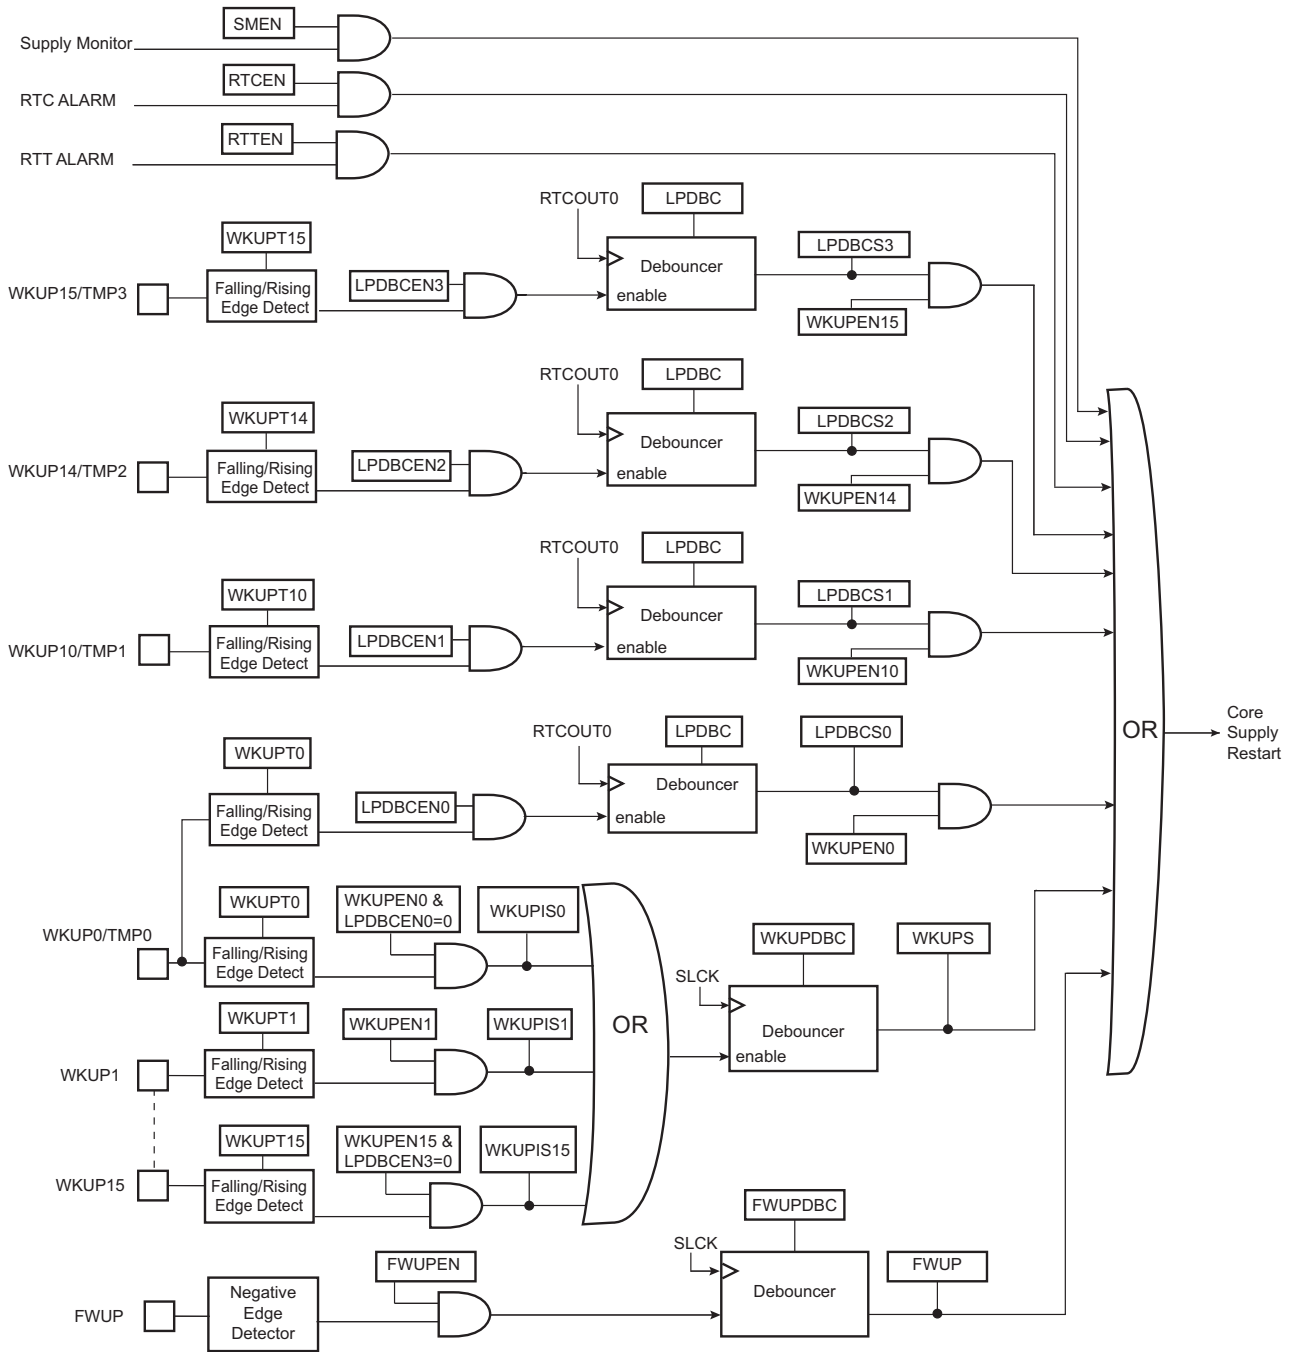 SMEN
Supply Monitor
RTCEN
RTC ALARM
RTTEN
RTT ALARM
RTCOUT0
LPDBC
WKUPT15
LPDBCS3
Debouncer
WKUP15/TMP3
Falling/Rising
Edge Detect
LPDBCEN3
enable
WKUPEN15
RTCOUT0
LPDBC
WKUPT14
LPDBCS2
Debouncer
WKUP14/TMP2
Falling/Rising
Edge Detect
LPDBCEN2
enable
WKUPEN14
RTCOUT0
LPDBC
WKUPT10
LPDBCS1
Debouncer
WKUP10/TMP1
Falling/Rising
Edge Detect
LPDBCEN1
enable
WKUPEN10
RTCOUT0
LPDBC
LPDBCS0
OR
Core
Supply
Restart
WKUPT0
Debouncer
Falling/Rising
Edge Detect
LPDBCEN0
enable
WKUPEN0
WKUPT0
WKUPEN0 &
LPDBCEN0=0
WKUPIS0
WKUP0/TMP0
Falling/Rising
Edge Detect
WKUPDBC
WKUPS
SLCK
WKUPT1
WKUPEN1
WKUPIS1
OR
Debouncer
enable
WKUP1
Falling/Rising
Edge Detect
WKUPT15
WKUPEN15 &
LPDBCEN3=0
WKUPIS15
WKUP15
Falling/Rising
Edge Detect
FWUPDBC
SLCK
FWUPEN
FWUP
Debouncer
FWUP
Negative
Edge
Detector